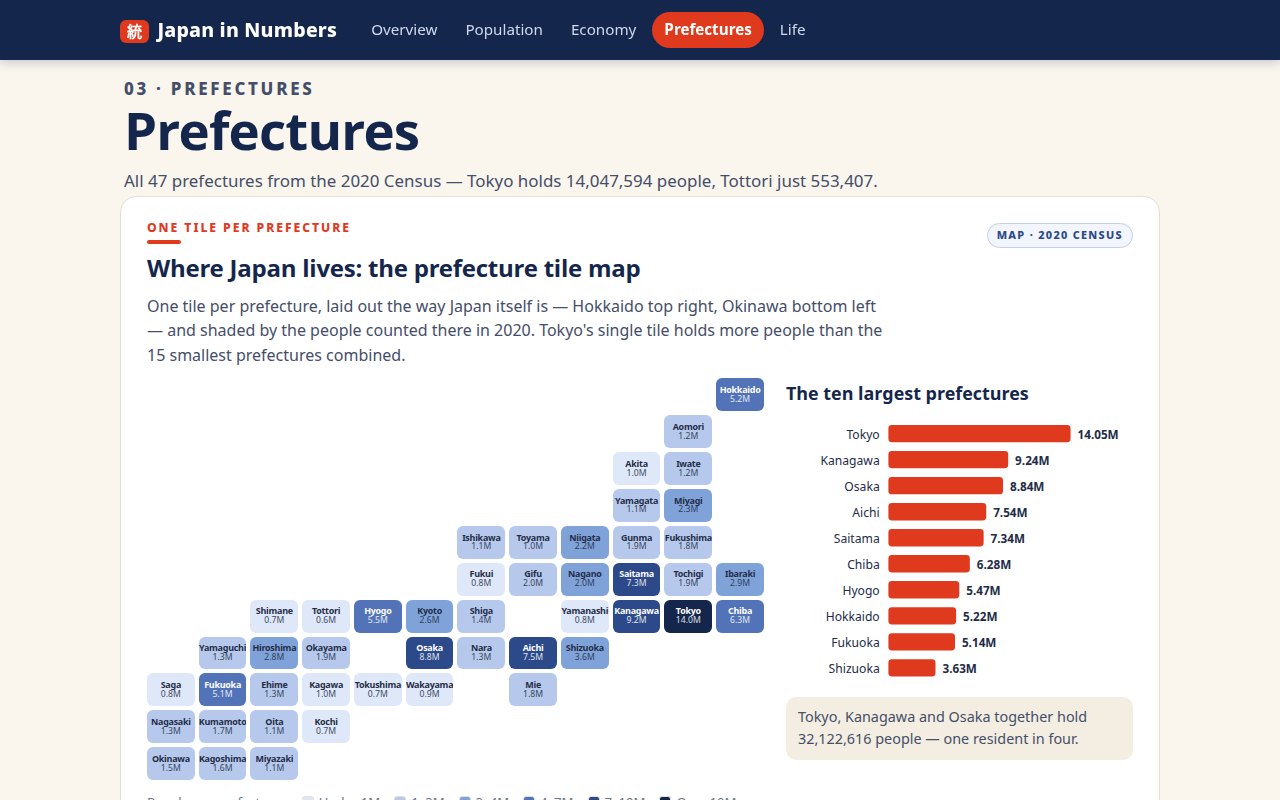 統 Japan in Numbers Overview Population Economy Prefectures Life
03 · PREFECTURES
Prefectures
All 47 prefectures from the 2020 Census — Tokyo holds 14,047,594 people, Tottori just 553,407.
ONE TILE PER PREFECTURE
MAP · 2020 CENSUS
Where Japan lives: the prefecture tile map
One tile per prefecture, laid out the way Japan itself is — Hokkaido top right, Okinawa bottom left
— and shaded by the people counted there in 2020. Tokyo's single tile holds more people than the
15 smallest prefectures combined.
Hokkaido
5.2M
Aomori
1.2M
Akita Iwate
1.0M 1.2M
Yamagata Miyagi
1.1M 2.3M
Ishikawa Toyama Niigata Gunma Fukushima
1.1M 1.0M 2.2M 1.9M 1.8M
Fukui Gifu Nagano Saitama Tochigi Ibaraki
0.8M 2.0M 2.0M 7.3M 1.9M 2.9M
Shimane Tottori Hyogo Kyoto Shiga Yamanashi Kanagawa Tokyo Chiba
0.7M 0.6M 5.5M 2.6M 1.4M 0.8M 9.2M 14.0M 6.3M
Yamaguchi Hiroshima Okayama Osaka Nara Aichi Shizuoka
1.3M 2.8M 1.9M 8.8M 1.3M 7.5M 3.6M
Saga Fukuoka Ehime Kagawa Tokushima Wakayama Mie
0.8M 5.1M 1.3M 1.0M 0.7M 0.9M 1.8M
Nagasaki Kumamoto Oita Kochi
1.3M 1.7M 1.1M 0.7M
Okinawa Kagoshima Miyazaki
1.5M 1.6M 1.1M
The ten largest prefectures
Tokyo 14.05M
Kanagawa 9.24M
Osaka 8.84M
Aichi 7.54M
Saitama 7.34M
Chiba 6.28M
Hyogo 5.47M
Hokkaido 5.22M
Fukuoka 5.14M
Shizuoka 3.63M
Tokyo, Kanagawa and Osaka together hold
32,122,616 people — one resident in four.